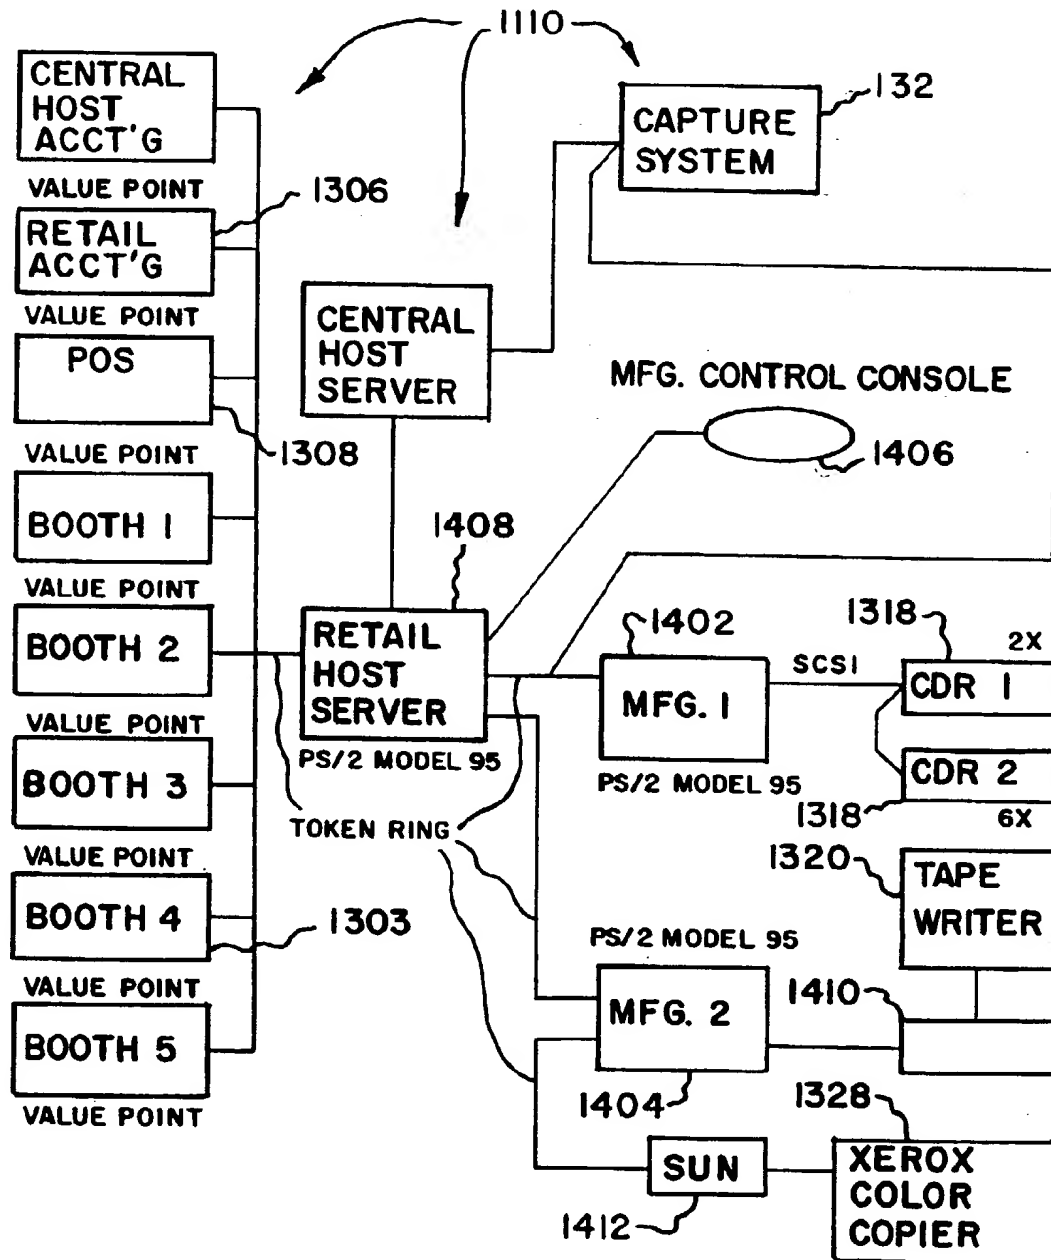 1110
CENTRAL
HOST
ACCT'G
VALUE POINT
1306
RETAIL
ACCT'G
VALUE POINT
POS
1308
VALUE POINT
BOOTH 1
VALUE POINT
BOOTH 2
VALUE POINT
BOOTH 3
VALUE POINT
BOOTH 4
1303
VALUE POINT
BOOTH 5
VALUE POINT
CAPTURE
SYSTEM
132
CENTRAL
HOST
SERVER
MFG. CONTROL CONSOLE
1406
1408
RETAIL
HOST
SERVER
PS/2 MODEL 95
TOKEN RING
1402
MFG. 1
PS/2 MODEL 95
SCSI
1318
2X
CDR 1
CDR 2
1318
6X
1320
TAPE
WRITER
PS/2 MODEL 95
MFG. 2
1404
1410
1328
SUN
1412
XEROX
COLOR
COPIER